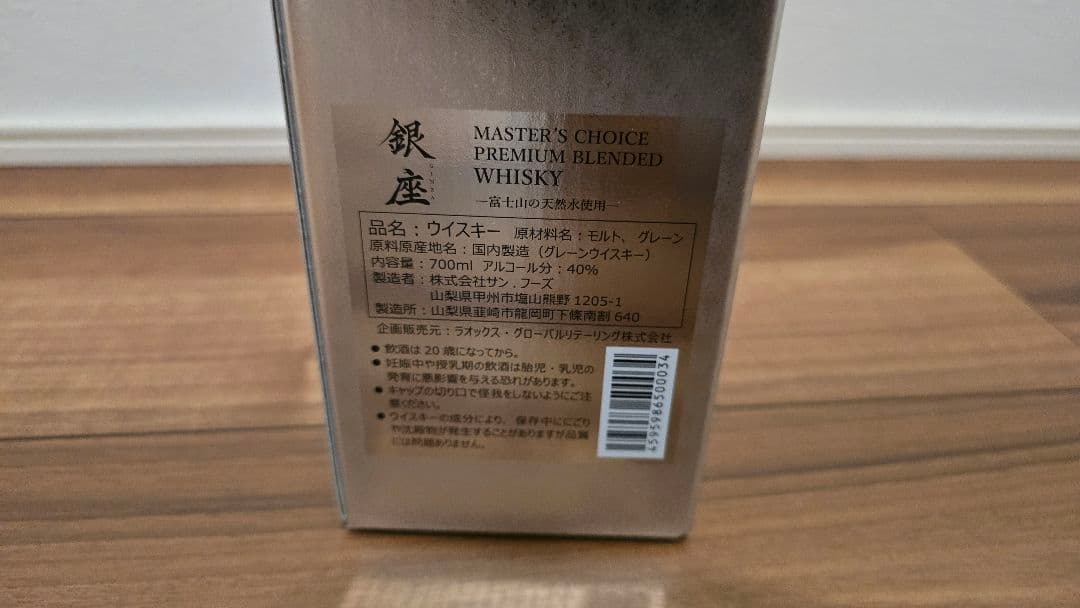 銀座
GINZA
MASTER'S CHOICE
PREMIUM BLENDED
WHISKY
―富士山の天然水使用―
品名：ウイスキー 原材料名：モルト、グレーン
原料原産地名：国内製造（グレーンウイスキー）
内容量：700ml アルコール分：40%
製造者：株式会社サン.フーズ
山梨県甲州市塩山熊野1205-1
製造所：山梨県韮崎市龍岡町下條南割640
企画販売元：ラオックス・グローバルリテーリング株式会社
● 飲酒は20歳になってから。
● 妊娠中や授乳期の飲酒は胎児・乳児の
発育に悪影響を与える恐れがあります。
● キャップの切り口で怪我をしないようにご注
意ください。
● ウイスキーの成分により、保存中ににごり
や沈殿物が発生することがありますが品質
には問題ありません。
4595986500034